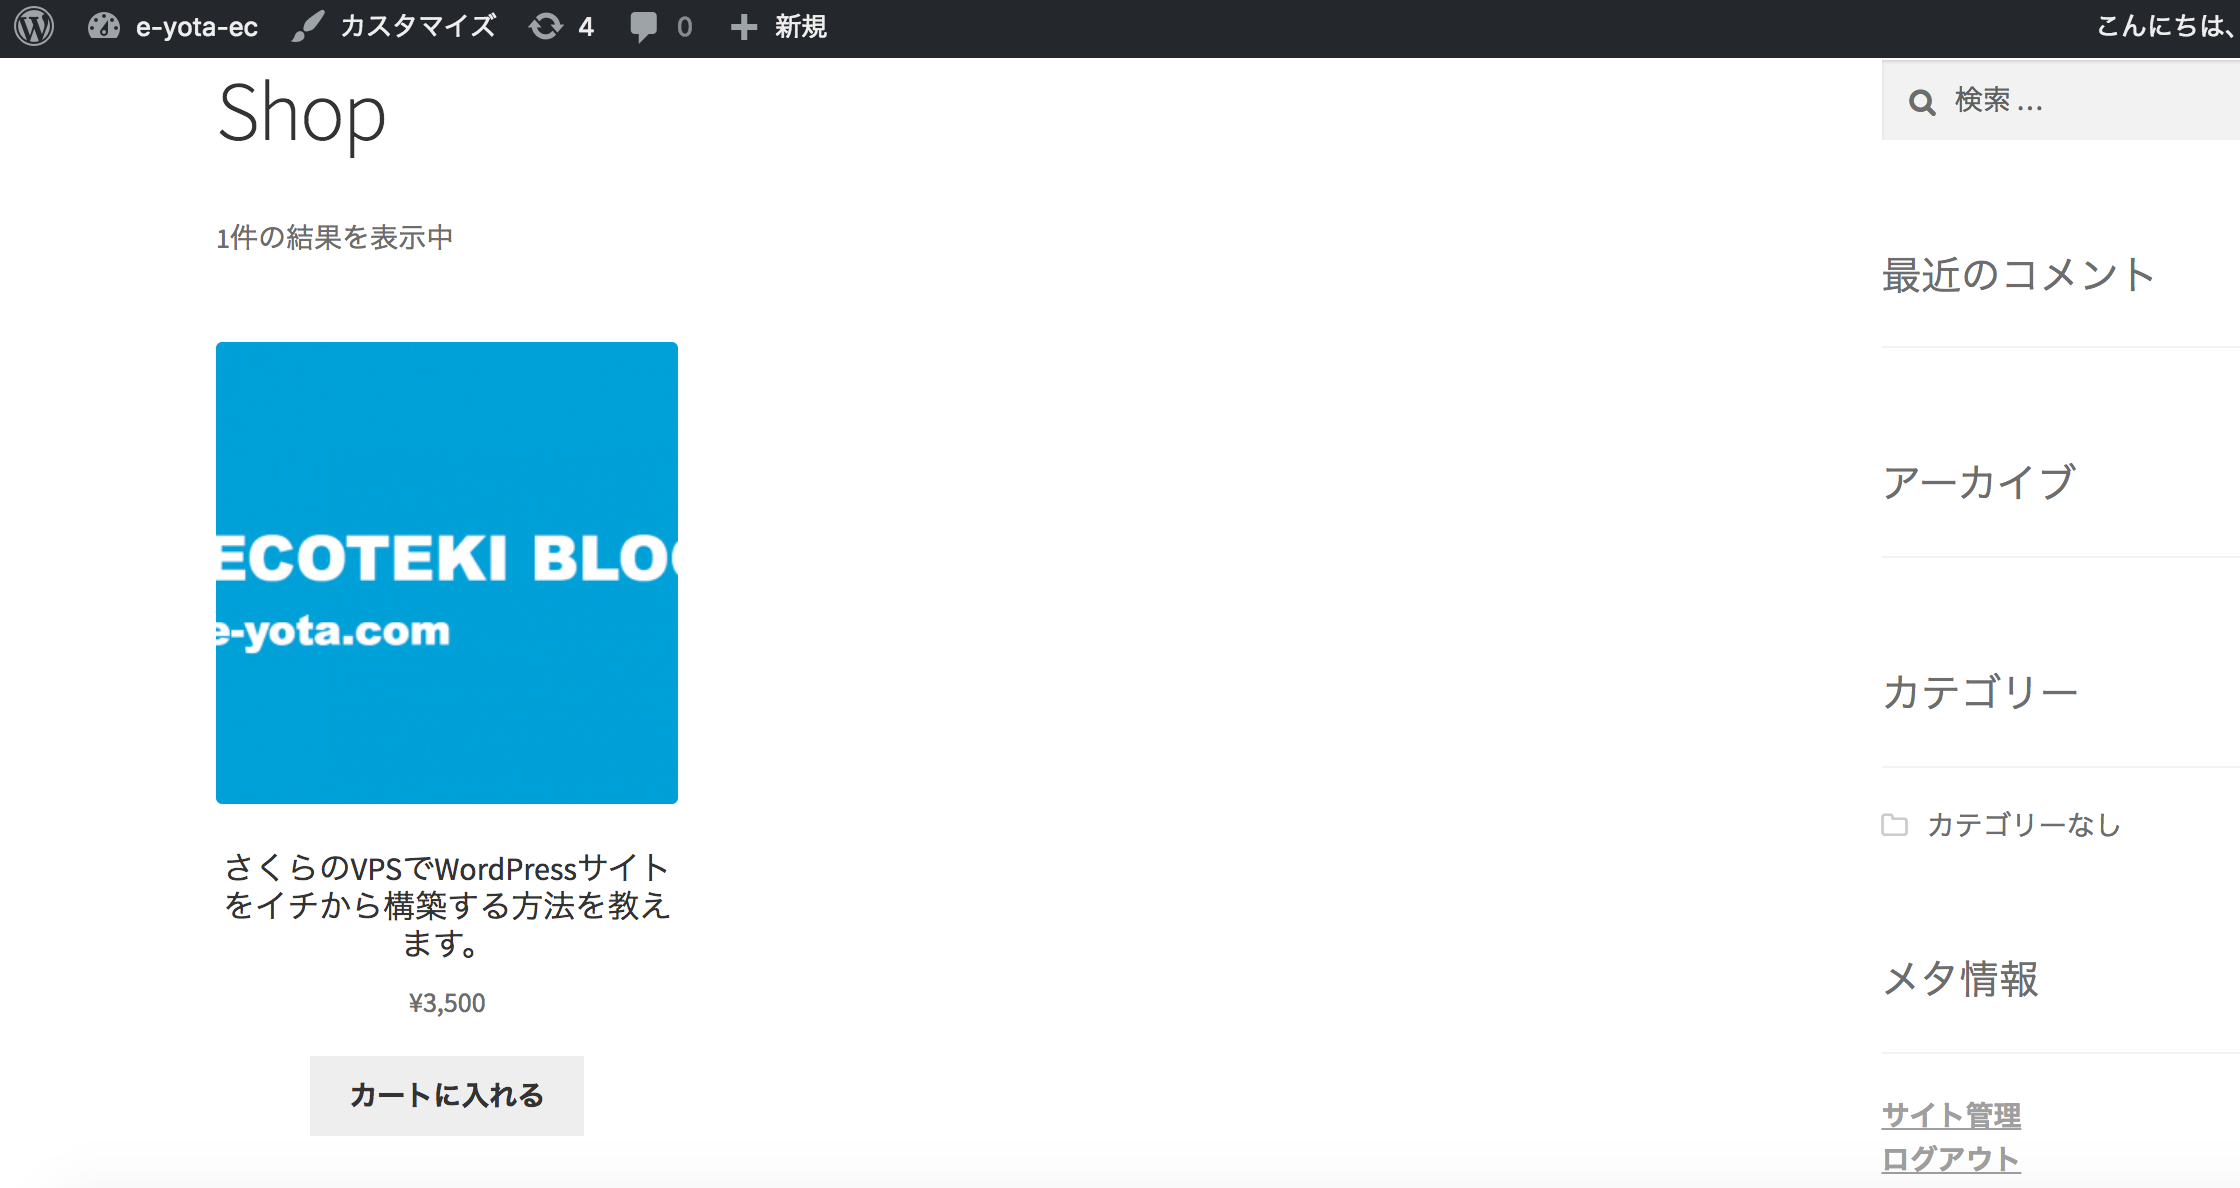 e-yota-ec カスタマイズ 4 0 新規 こんにちは、
Shop
1件の結果を表示中
ECOTEKI BLO
e-yota.com
さくらのVPSでWordPressサイト
をイチから構築する方法を教え
ます。
¥3,500
カートに入れる
検索 …
最近のコメント
アーカイブ
カテゴリー
カテゴリーなし
メタ情報
サイト管理
ログアウト